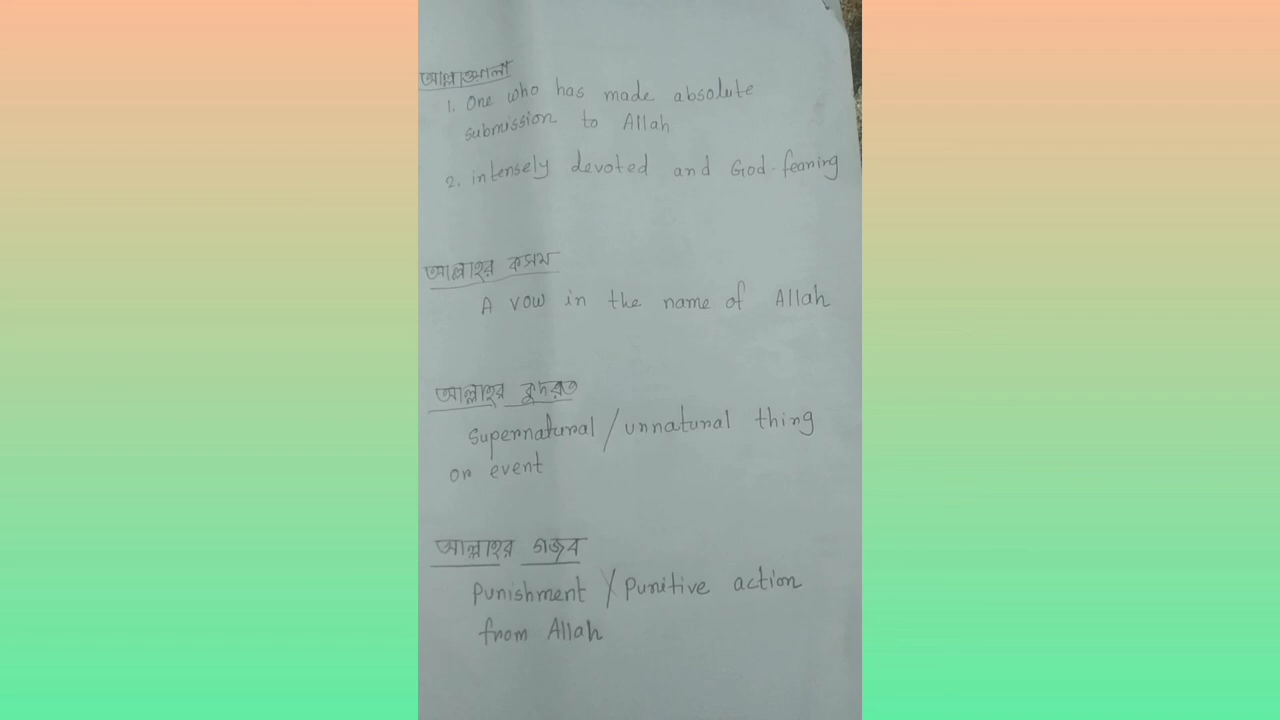 আল্লাওয়ালা
1. One who has made absolute
submission to Allah
2. intensely devoted and God-fearing
আল্লাহর কসম
A vow in the name of Allah
আল্লাহর কুদরত
Supernatural / unnatural thing
or event
আল্লাহর গজব
Punishment / Punitive action
from Allah